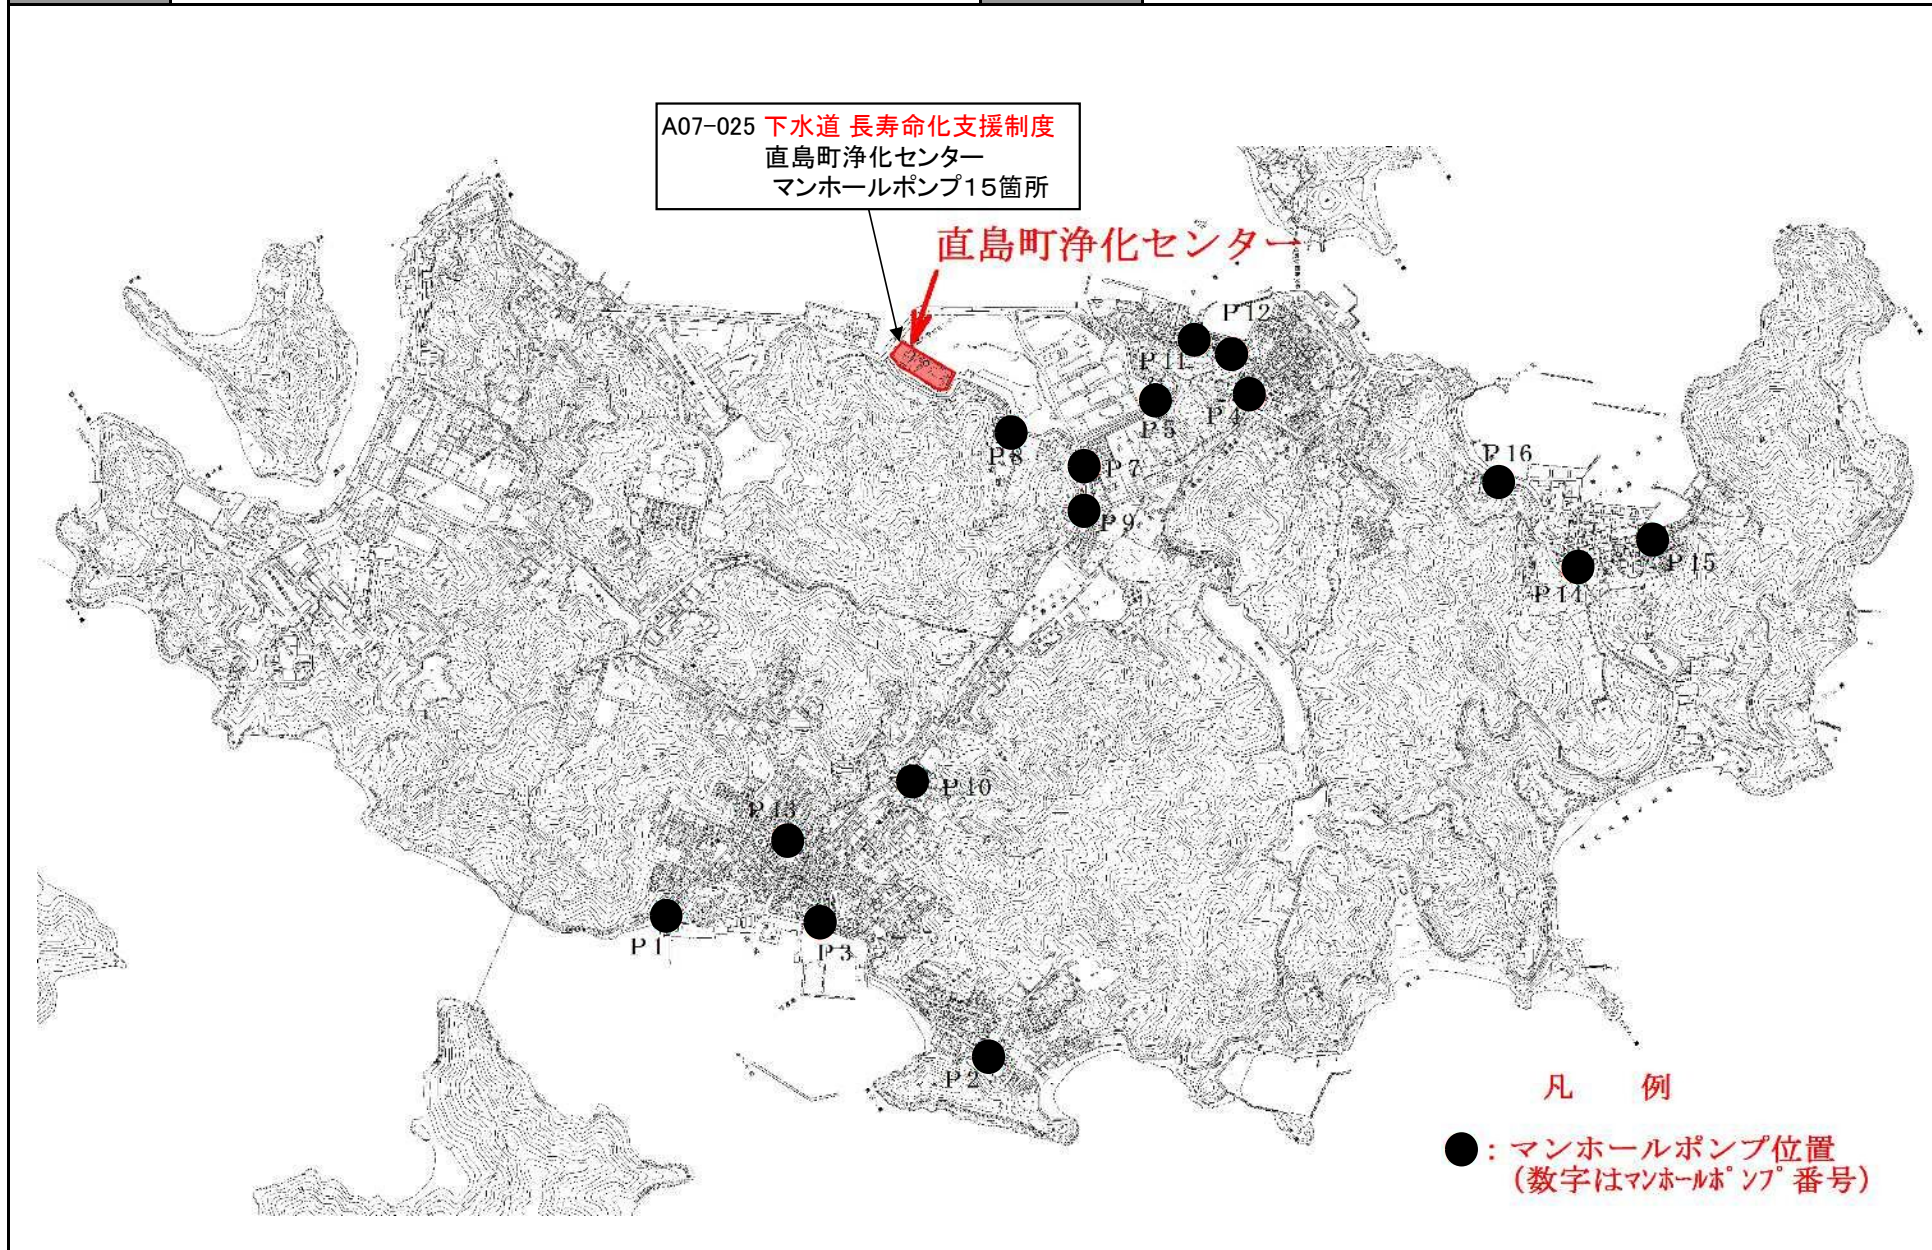 A07-025 下水道 長寿命化支援制度
直島町浄化センター
マンホールポンプ15箇所
直島町浄化センター
P12
P11
P5
P4
P8
P7
P9
P16
P15
P14
P10
P13
P1
P3
P2
凡 例
●：マンホールポンプ位置
(数字はマンホールポンプ番号)